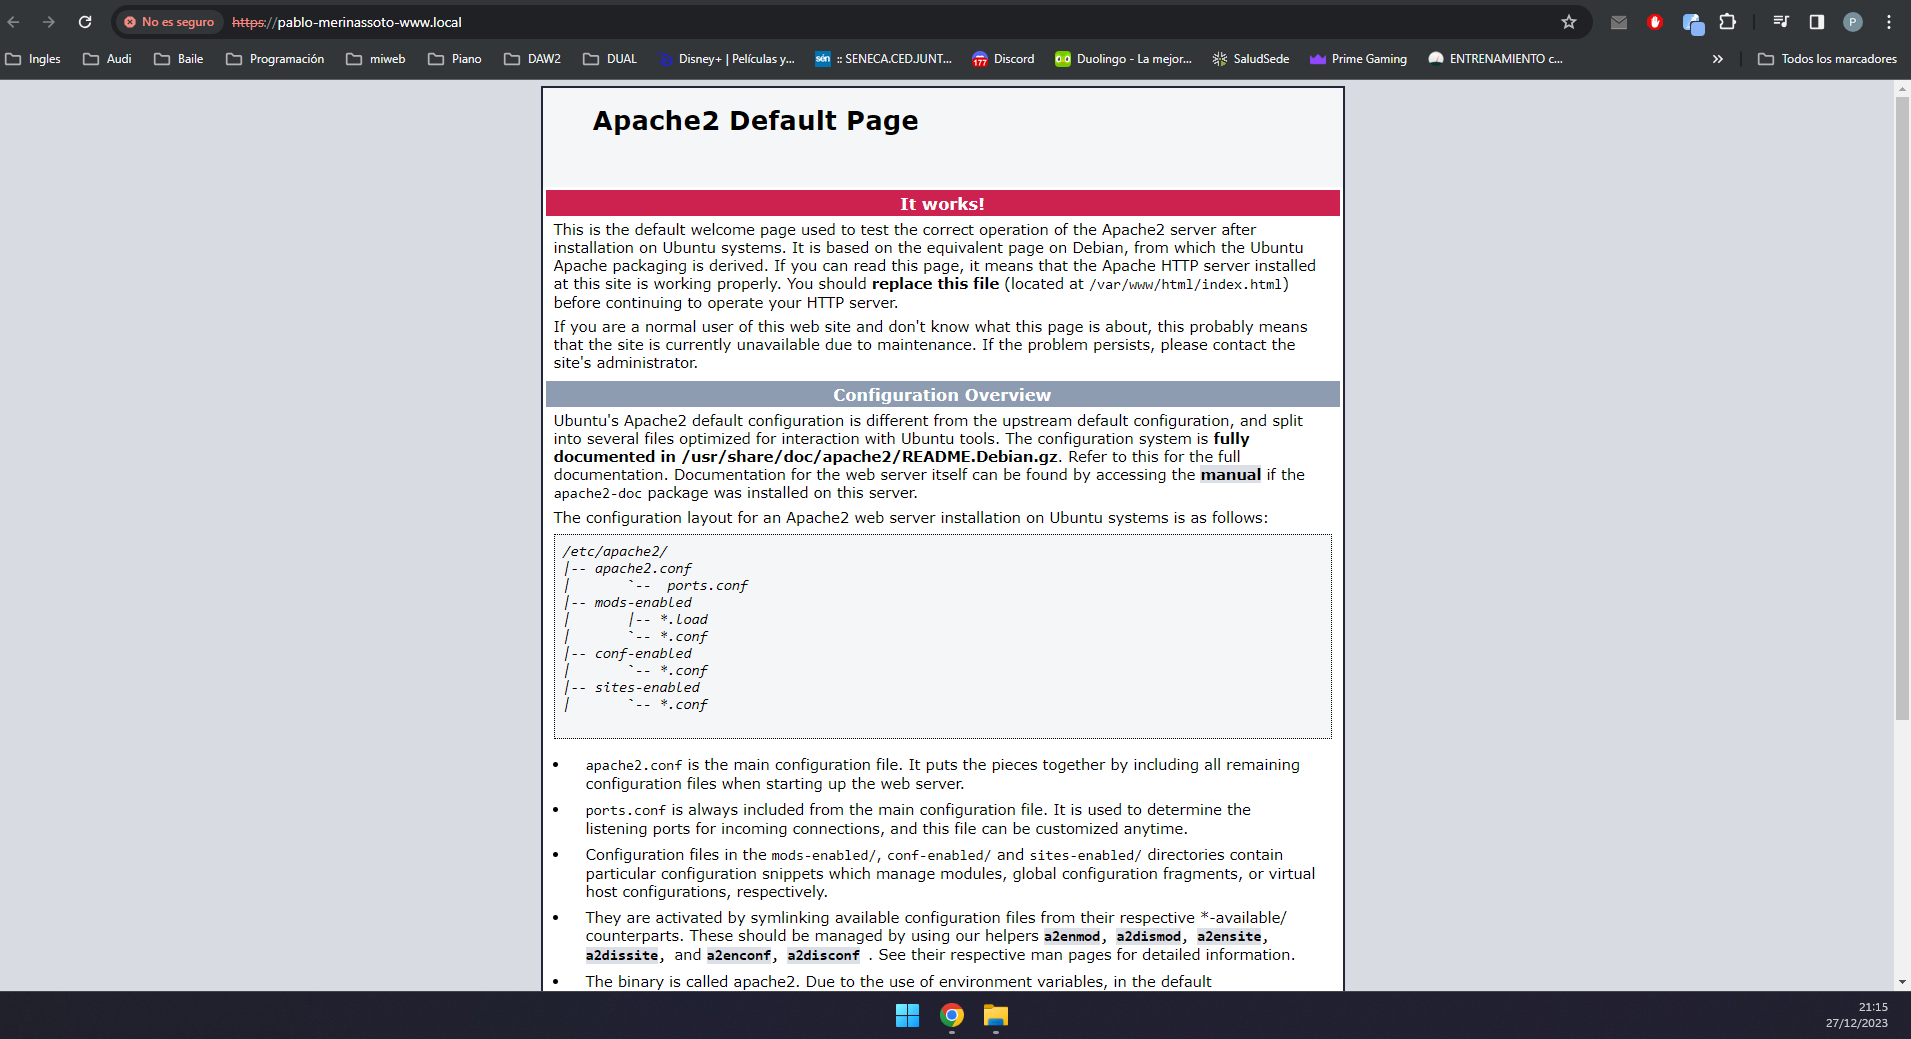 No es seguro https://pablo-merinassoto-www.local
P
Ingles Audi Baile Programación miweb Piano DAW2 DUAL Disney+ | Películas y... sén :: SENECA.CED.JUNT... 177 Discord Duolingo - La mejor... SaludSede Prime Gaming ENTRENAMIENTO c... » Todos los marcadores
Apache2 Default Page
It works!
This is the default welcome page used to test the correct operation of the Apache2 server after
installation on Ubuntu systems. It is based on the equivalent page on Debian, from which the Ubuntu
Apache packaging is derived. If you can read this page, it means that the Apache HTTP server installed
at this site is working properly. You should replace this file (located at /var/www/html/index.html)
before continuing to operate your HTTP server.
If you are a normal user of this web site and don't know what this page is about, this probably means
that the site is currently unavailable due to maintenance. If the problem persists, please contact the
site's administrator.
Configuration Overview
Ubuntu's Apache2 default configuration is different from the upstream default configuration, and split
into several files optimized for interaction with Ubuntu tools. The configuration system is fully
documented in /usr/share/doc/apache2/README.Debian.gz. Refer to this for the full
documentation. Documentation for the web server itself can be found by accessing the manual if the
apache2-doc package was installed on this server.
The configuration layout for an Apache2 web server installation on Ubuntu systems is as follows:
/etc/apache2/
|-- apache2.conf
|       `--  ports.conf
|-- mods-enabled
|       |-- *.load
|       `-- *.conf
|-- conf-enabled
|       `-- *.conf
|-- sites-enabled
|       `-- *.conf
• apache2.conf is the main configuration file. It puts the pieces together by including all remaining
configuration files when starting up the web server.
• ports.conf is always included from the main configuration file. It is used to determine the
listening ports for incoming connections, and this file can be customized anytime.
• Configuration files in the mods-enabled/, conf-enabled/ and sites-enabled/ directories contain
particular configuration snippets which manage modules, global configuration fragments, or virtual
host configurations, respectively.
• They are activated by symlinking available configuration files from their respective *-available/
counterparts. These should be managed by using our helpers a2enmod, a2dismod, a2ensite,
a2dissite, and a2enconf, a2disconf . See their respective man pages for detailed information.
• The binary is called apache2. Due to the use of environment variables, in the default
21:15
27/12/2023